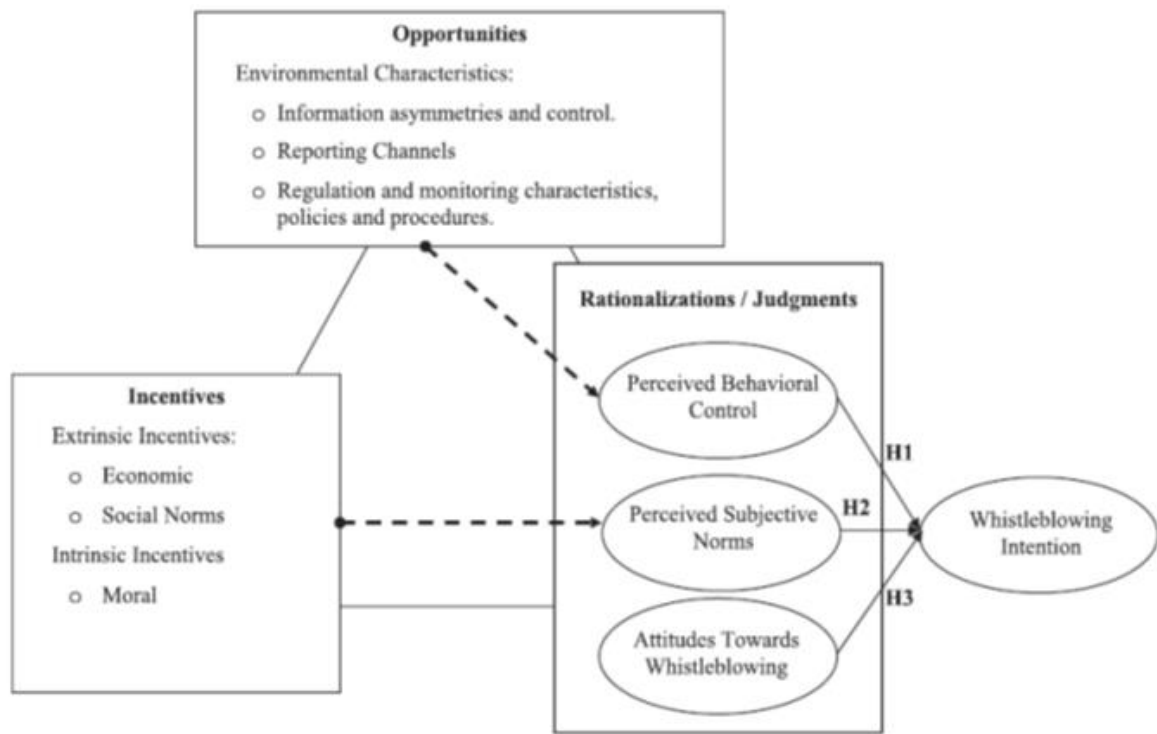 Opportunities
Environmental Characteristics:
o Information asymmetries and control.
o Reporting Channels
o Regulation and monitoring characteristics,
policies and procedures.
Rationalizations / Judgments
Perceived Behavioral
Control
Incentives
Extrinsic Incentives:
o Economic
o Social Norms
Intrinsic Incentives
o Moral
H1
H2
Perceived Subjective
Norms
Whistleblowing
Intention
H3
Attitudes Towards
Whistleblowing